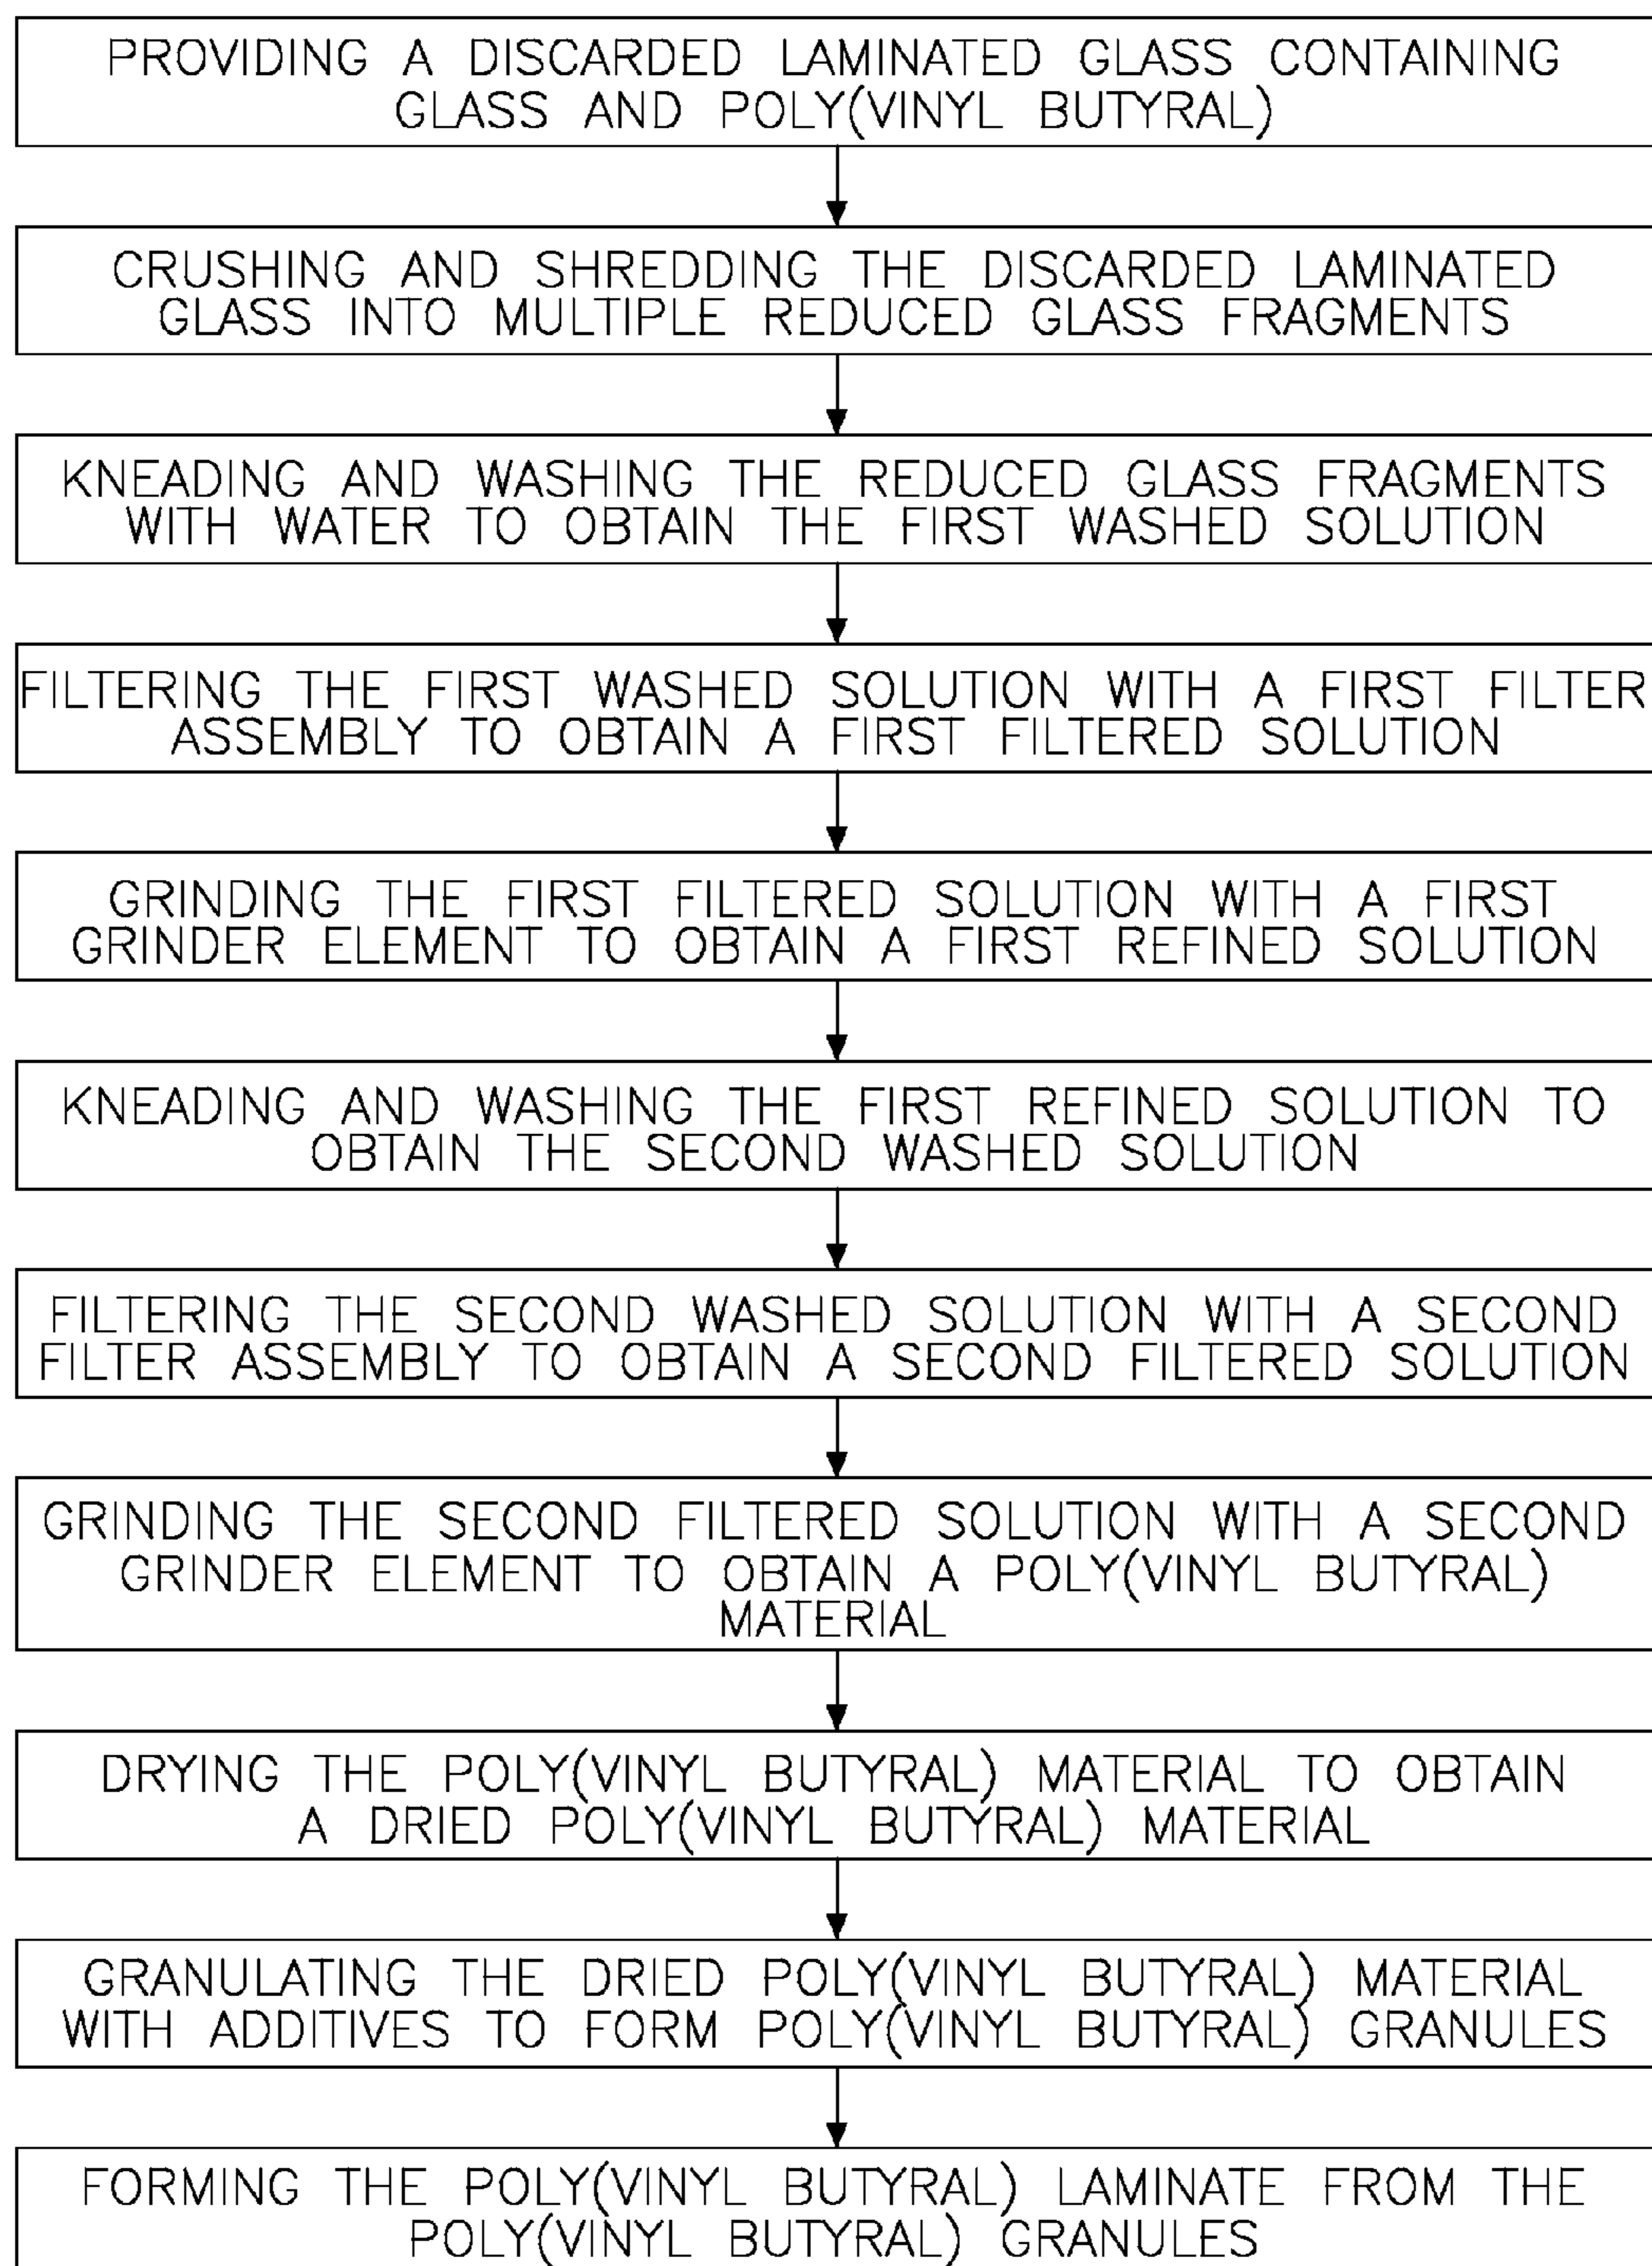 PROVIDING A DISCARDED LAMINATED GLASS CONTAINING
GLASS AND POLY(VINYL BUTYRAL)
CRUSHING AND SHREDDING THE DISCARDED LAMINATED
GLASS INTO MULTIPLE REDUCED GLASS FRAGMENTS
KNEADING AND WASHING THE REDUCED GLASS FRAGMENTS
WITH WATER TO OBTAIN THE FIRST WASHED SOLUTION
FILTERING THE FIRST WASHED SOLUTION WITH A FIRST FILTER
ASSEMBLY TO OBTAIN A FIRST FILTERED SOLUTION
GRINDING THE FIRST FILTERED SOLUTION WITH A FIRST
GRINDER ELEMENT TO OBTAIN A FIRST REFINED SOLUTION
KNEADING AND WASHING THE FIRST REFINED SOLUTION TO
OBTAIN THE SECOND WASHED SOLUTION
FILTERING THE SECOND WASHED SOLUTION WITH A SECOND
FILTER ASSEMBLY TO OBTAIN A SECOND FILTERED SOLUTION
GRINDING THE SECOND FILTERED SOLUTION WITH A SECOND
GRINDER ELEMENT TO OBTAIN A POLY(VINYL BUTYRAL)
MATERIAL
DRYING THE POLY(VINYL BUTYRAL) MATERIAL TO OBTAIN
A DRIED POLY(VINYL BUTYRAL) MATERIAL
GRANULATING THE DRIED POLY(VINYL BUTYRAL) MATERIAL
WITH ADDITIVES TO FORM POLY(VINYL BUTYRAL) GRANULES
FORMING THE POLY(VINYL BUTYRAL) LAMINATE FROM THE
POLY(VINYL BUTYRAL) GRANULES